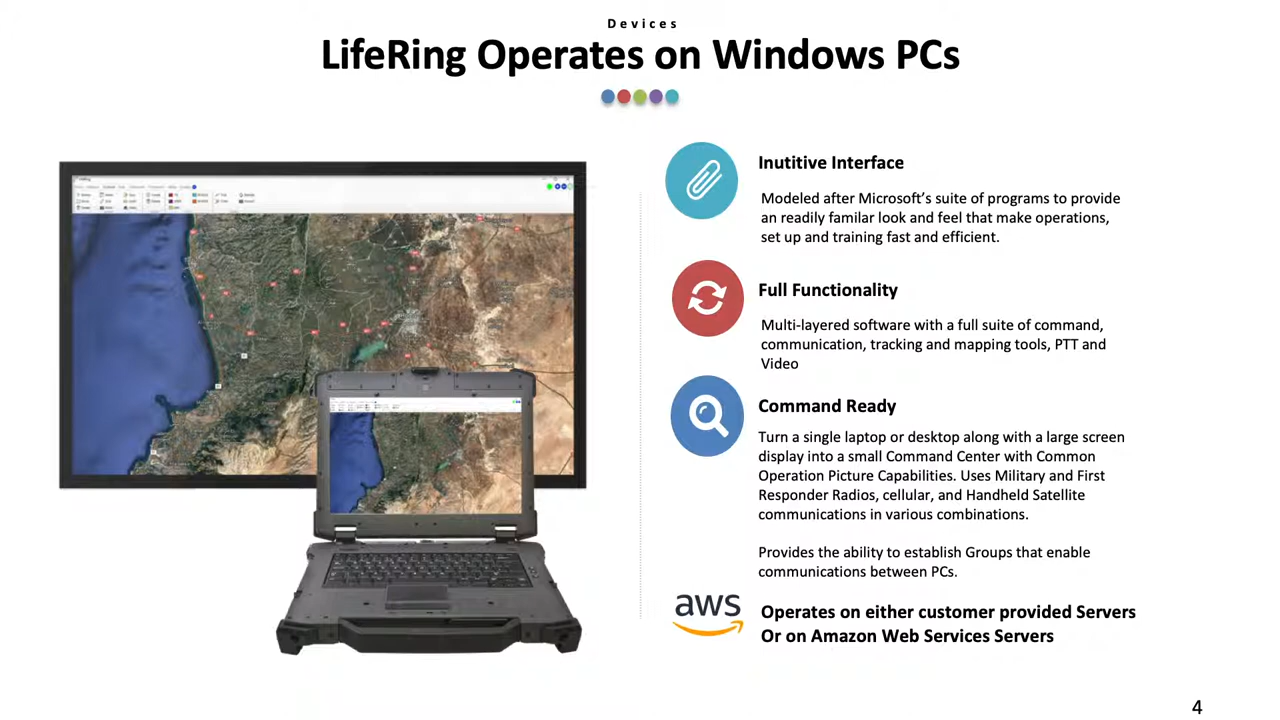 Devices
LifeRing Operates on Windows PCs
Inutitive Interface
Modeled after Microsoft’s suite of programs to provide
an readily familar look and feel that make operations,
set up and training fast and efficient.
Full Functionality
Multi-layered software with a full suite of command,
communication, tracking and mapping tools, PTT and
Video
Command Ready
Turn a single laptop or desktop along with a large screen
display into a small Command Center with Common
Operation Picture Capabilities. Uses Military and First
Responder Radios, cellular, and Handheld Satellite
communications in various combinations.
Provides the ability to establish Groups that enable
communications between PCs.
aws
Operates on either customer provided Servers
Or on Amazon Web Services Servers
4